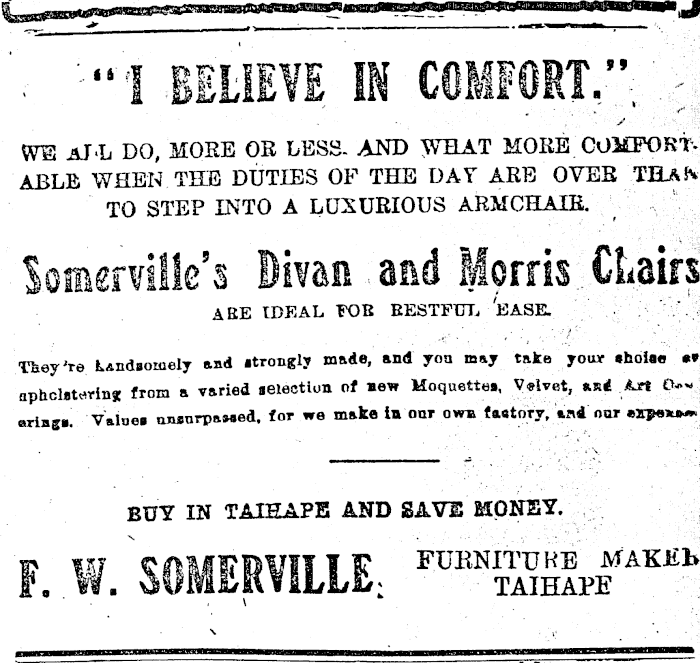 "I BELIEVE IN COMFORT."
WE ALL DO, MORE OR LESS. AND WHAT MORE COMFORT-
ABLE WHEN THE DUTIES OF THE DAY ARE OVER THAN
TO STEP INTO A LUXURIOUS ARMCHAIR.
Somerville's Divan and Morris Chairs
ARE IDEAL FOR RESTFUL EASE.
They're handsomely and strongly made, and you may take your choice
upholstering from a varied selection of new Moquettes, Velvet, and Art
erings. Values unsurpassed, for we make in our own factory, and our
BUY IN TAIHAPE AND SAVE MONEY.
F. W. SOMERVILLE,
FURNITURE MAKER
TAIHAPE